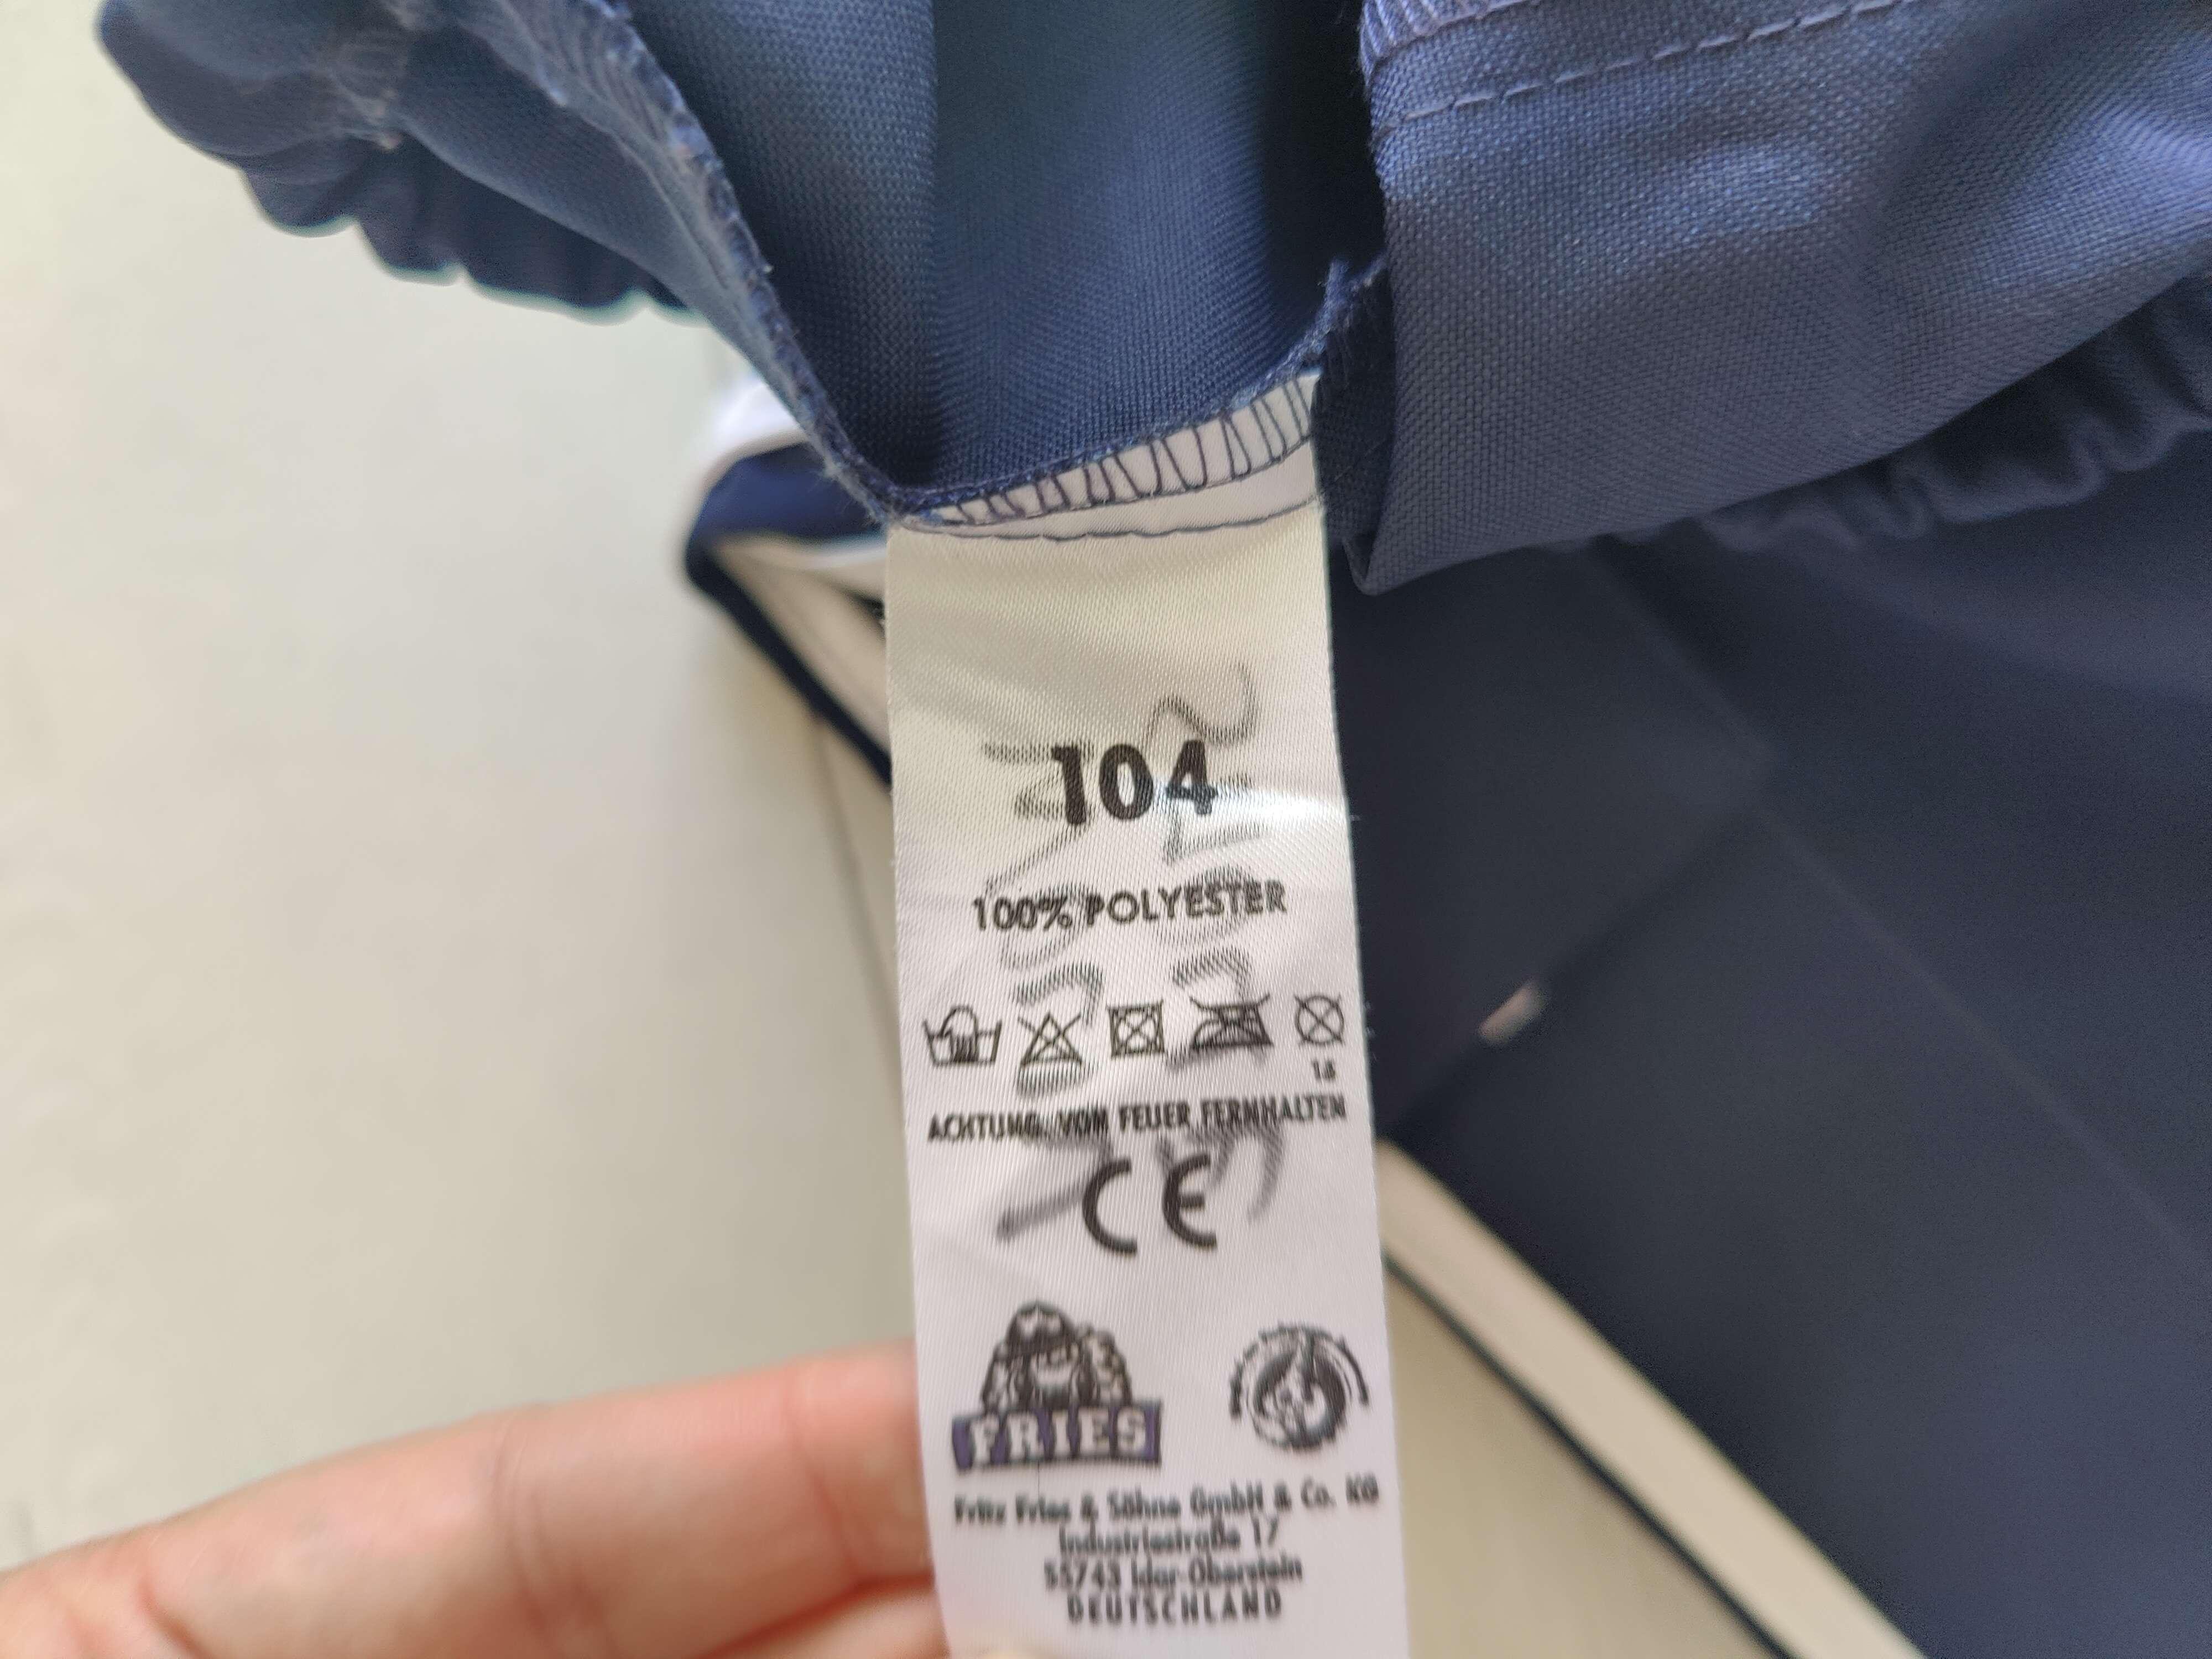 104
100% POLYESTER
ACHTUNG, VOM FEUER FERNHALTEN
CE
FRIES
Fritz Fries & Söhne GmbH & Co. KG
Industriestraße 17
55743 Idar-Oberstein
DEUTSCHLAND